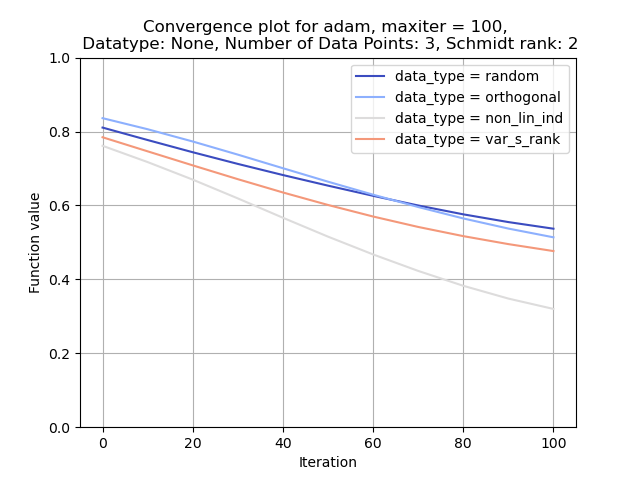 Convergence plot for adam, maxiter = 100,
Datatype: None, Number of Data Points: 3, Schmidt rank: 2
data_type = random
data_type = orthogonal
data_type = non_lin_ind
data_type = var_s_rank
1.0
0.8
0.6
0.4
0.2
0.0
Function value
0 20 40 60 80 100
Iteration